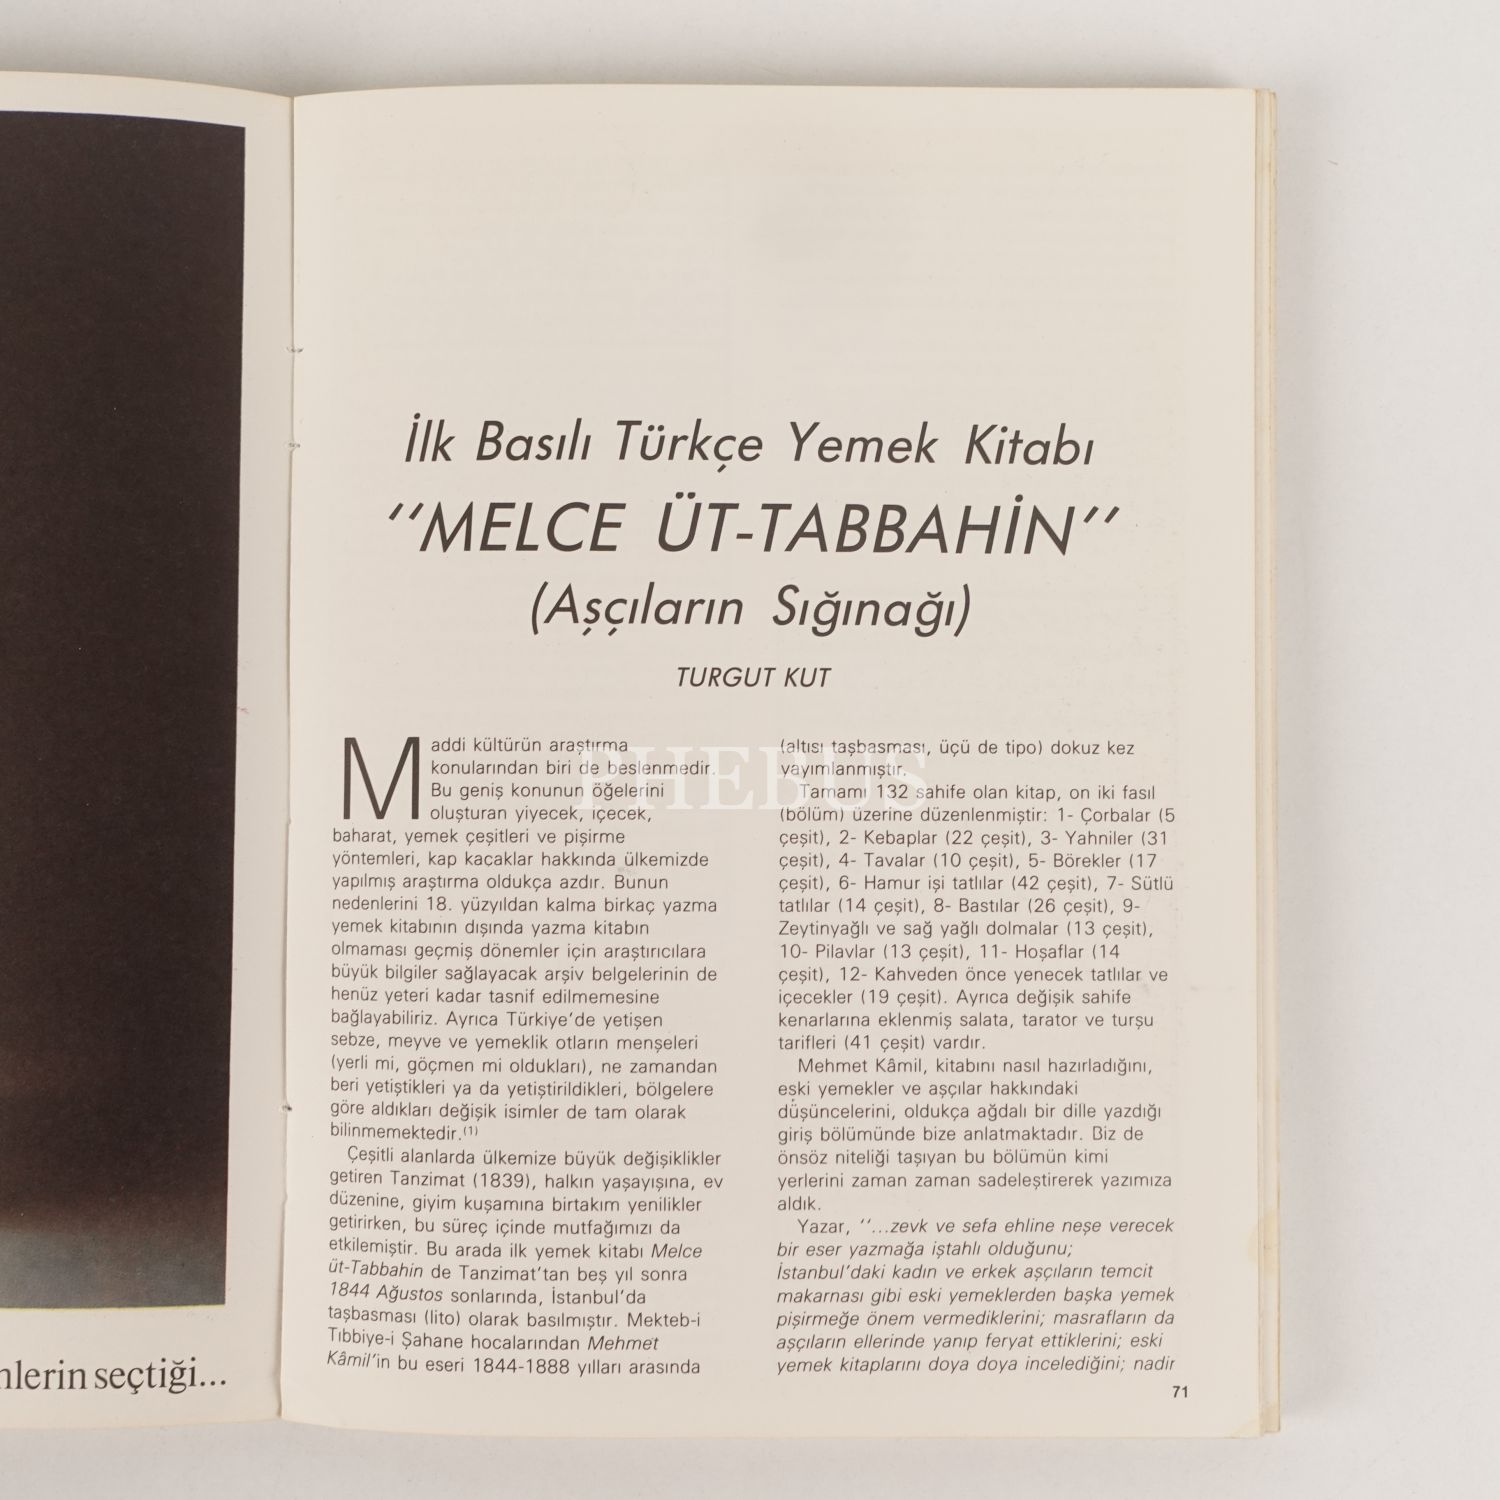 İlk Basılı Türkçe Yemek Kitabı
''MELCE ÜT-TABBAHİN''
(Aşçıların Sığınağı)
TURGUT KUT
Maddi kültürün araştırma
konularından biri de beslenmedir.
Bu geniş konunun öğelerini
oluşturan yiyecek, içecek,
baharat, yemek çeşitleri ve pişirme
yöntemleri, kap kacaklar hakkında ülkemizde
yapılmış araştırma oldukça azdır. Bunun
nedenlerini 18. yüzyıldan kalma birkaç yazma
yemek kitabının dışında yazma kitabın
olmaması geçmiş dönemler için araştırıcılara
büyük bilgiler sağlayacak arşiv belgelerinin de
henüz yeteri kadar tasnif edilmemesine
bağlayabiliriz. Ayrıca Türkiye'de yetişen
sebze, meyve ve yemeklik otların menşeleri
(yerli mi, göçmen mi oldukları), ne zamandan
beri yetiştikleri ya da yetiştirildikleri, bölgelere
göre aldıkları değişik isimler de tam olarak
bilinmemektedir.(1)
Çeşitli alanlarda ülkemize büyük değişiklikler
getiren Tanzimat (1839), halkın yaşayışına, ev
düzenine, giyim kuşamına birtakım yenilikler
getirirken, bu süreç içinde mutfağımızı da
etkilemiştir. Bu arada ilk yemek kitabı Melce
üt-Tabbahin de Tanzimat'tan beş yıl sonra
1844 Ağustos sonlarında, İstanbul'da
taşbasması (lito) olarak basılmıştır. Mekteb-i
Tıbbiye-i Şahane hocalarından Mehmet
Kâmil'in bu eseri 1844-1888 yılları arasında
(altısı taşbasması, üçü de tipo) dokuz kez
yayımlanmıştır.
Tamamı 132 sahife olan kitap, on iki fasıl
(bölüm) üzerine düzenlenmiştir: 1- Çorbalar (5
çeşit), 2- Kebaplar (22 çeşit), 3- Yahniler (31
çeşit), 4- Tavalar (10 çeşit), 5- Börekler (17
çeşit), 6- Hamur işi tatlılar (42 çeşit), 7- Sütlü
tatlılar (14 çeşit), 8- Bastılar (26 çeşit), 9-
Zeytinyağlı ve sağ yağlı dolmalar (13 çeşit),
10- Pilavlar (13 çeşit), 11- Hoşaflar (14
çeşit), 12- Kahveden önce yenecek tatlılar ve
içecekler (19 çeşit). Ayrıca değişik sahife
kenarlarına eklenmiş salata, tarator ve turşu
tarifleri (41 çeşit) vardır.
Mehmet Kâmil, kitabını nasıl hazırladığını,
eski yemekler ve aşçılar hakkındaki
düşüncelerini, oldukça ağdalı bir dille yazdığı
giriş bölümünde bize anlatmaktadır. Biz de
önsöz niteliği taşıyan bu bölümün kimi
yerlerini zaman zaman sadeleştirerek yazımıza
aldık.
Yazar, ''...zevk ve sefa ehline neşe verecek
bir eser yazmağa iştahlı olduğunu;
İstanbul'daki kadın ve erkek aşçıların temcit
makarnası gibi eski yemeklerden başka yemek
pişirmeğe önem vermediklerini; masrafların da
aşçıların ellerinde yanıp feryat ettiklerini; eski
yemek kitaplarını doya doya incelediğini; nadir
71
nlerin seçtiği...
PHEBUS